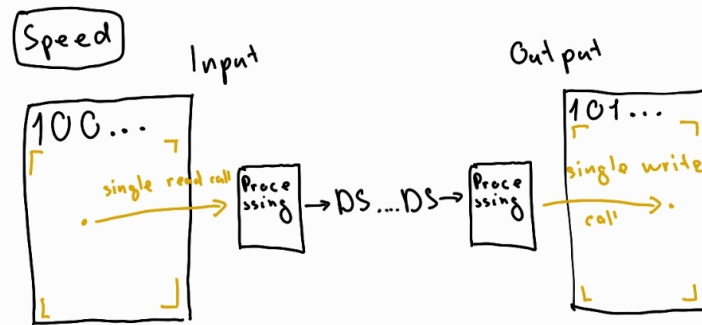 Speed
Input
Output
100...
101...
single read call
Proce
ssing
DS....DS
Proce
ssing
single write
call